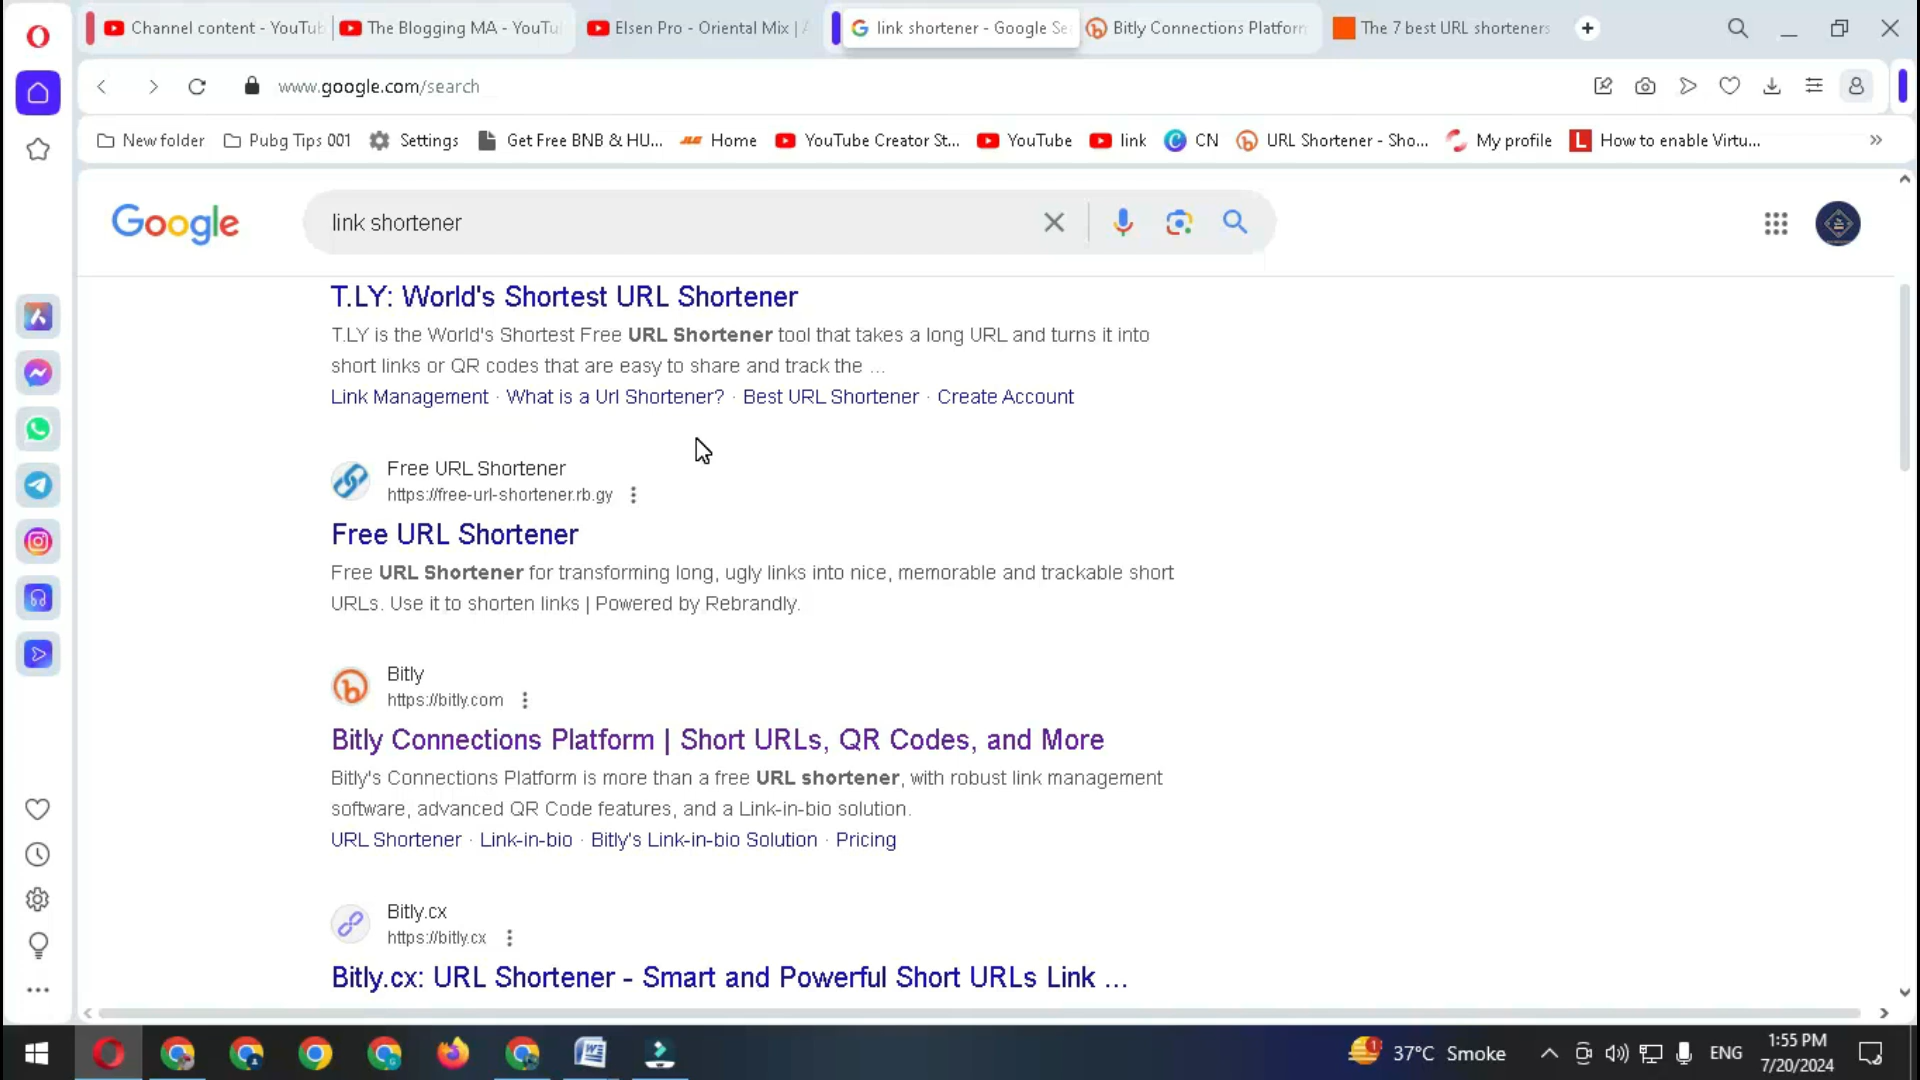 Channel content - YouTub
The Blogging MA - YouTu
Elsen Pro - Oriental Mix | A
link shortener - Google Se
Bitly Connections Platform
The 7 best URL shorteners
www.google.com/search
New folder
Pubg Tips 001
Settings
Get Free BNB & HU...
Home
YouTube Creator St...
YouTube
link
CN
URL Shortener - Sho...
My profile
How to enable Virtu...
Google
link shortener
T.LY: World's Shortest URL Shortener
T.LY is the World's Shortest Free URL Shortener tool that takes a long URL and turns it into
short links or QR codes that are easy to share and track the ...
Link Management · What is a Url Shortener? · Best URL Shortener · Create Account
Free URL Shortener
https://free-url-shortener.rb.gy
Free URL Shortener
Free URL Shortener for transforming long, ugly links into nice, memorable and trackable short
URLs. Use it to shorten links | Powered by Rebrandly.
Bitly
https://bitly.com
Bitly Connections Platform | Short URLs, QR Codes, and More
Bitly's Connections Platform is more than a free URL shortener, with robust link management
software, advanced QR Code features, and a Link-in-bio solution.
URL Shortener · Link-in-bio · Bitly's Link-in-bio Solution · Pricing
Bitly.cx
https://bitly.cx
Bitly.cx: URL Shortener - Smart and Powerful Short URLs Link ...
37°C Smoke
ENG
1:55 PM
7/20/2024